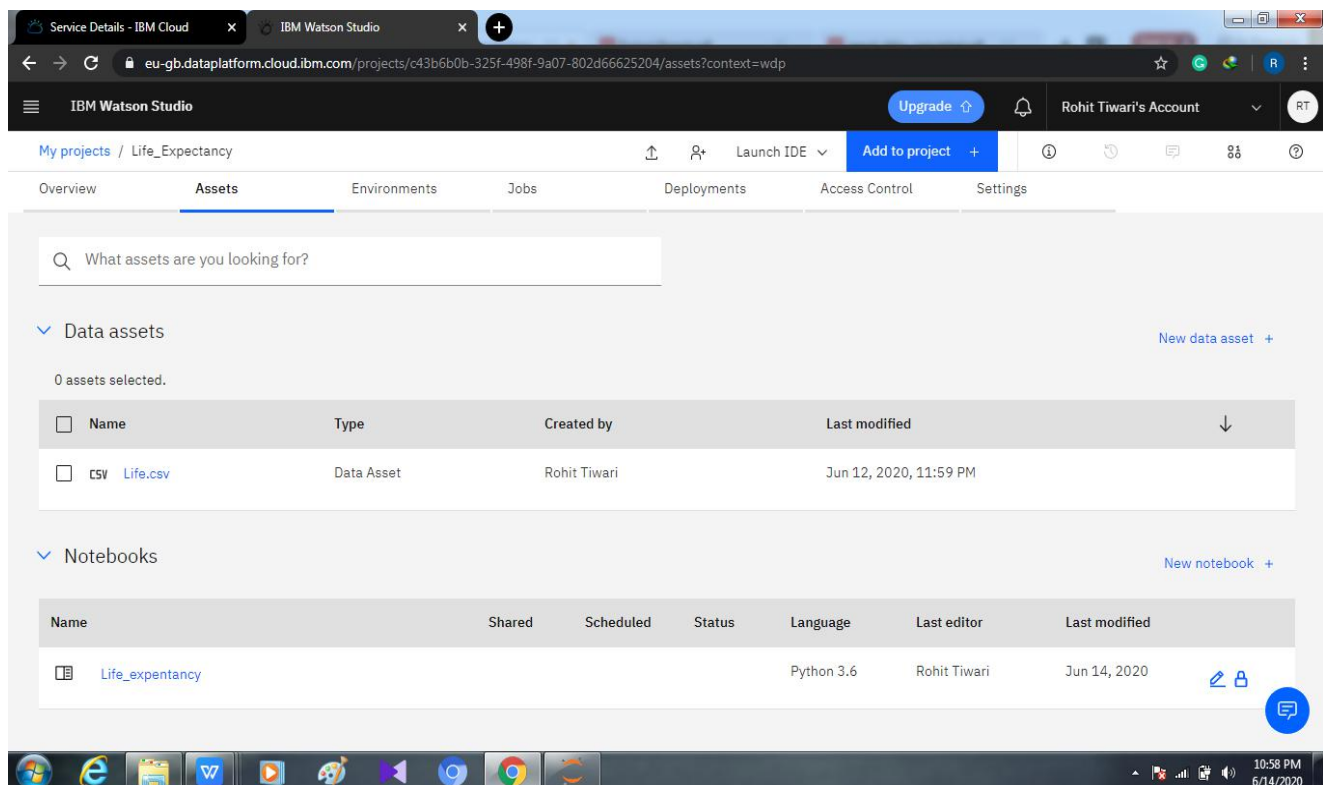 Service Details - IBM Cloud x IBM Watson Studio x +
eu-gb.dataplatform.cloud.ibm.com/projects/c43b6b0b-325f-498f-9a07-802d66625204/assets?context=wdp R
IBM Watson Studio Upgrade Rohit Tiwari's Account RT
My projects / Life_Expectancy Launch IDE Add to project +
Overview Assets Environments Jobs Deployments Access Control Settings
What assets are you looking for?
Data assets
New data asset +
0 assets selected.
Name Type Created by Last modified
CSV Life.csv Data Asset Rohit Tiwari Jun 12, 2020, 11:59 PM
Notebooks
New notebook +
Name Shared Scheduled Status Language Last editor Last modified
Life_expentancy Python 3.6 Rohit Tiwari Jun 14, 2020
10:58 PM
6/14/2020